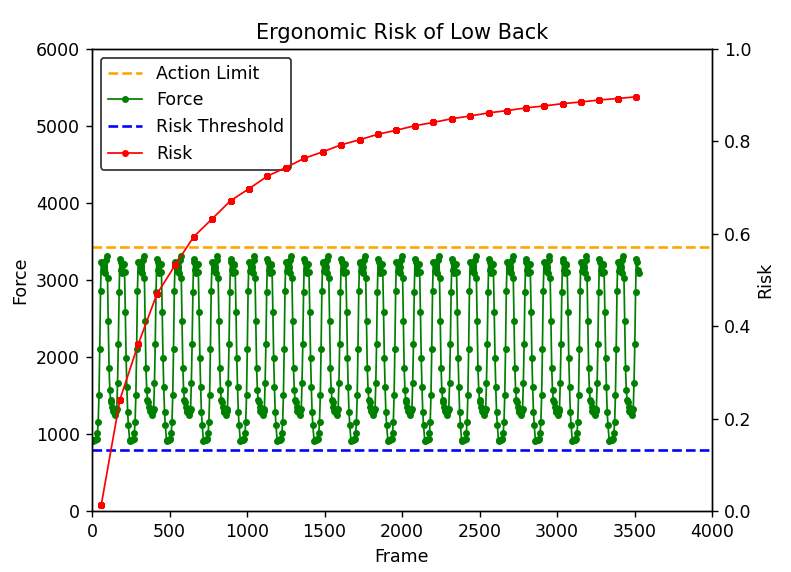 Ergonomic Risk of Low Back
Action Limit
Force
Risk Threshold
Risk
6000
5000
4000
3000
2000
1000
0
Force
1.0
0.8
0.6
0.4
0.2
0.0
Risk
0 500 1000 1500 2000 2500 3000 3500 4000
Frame